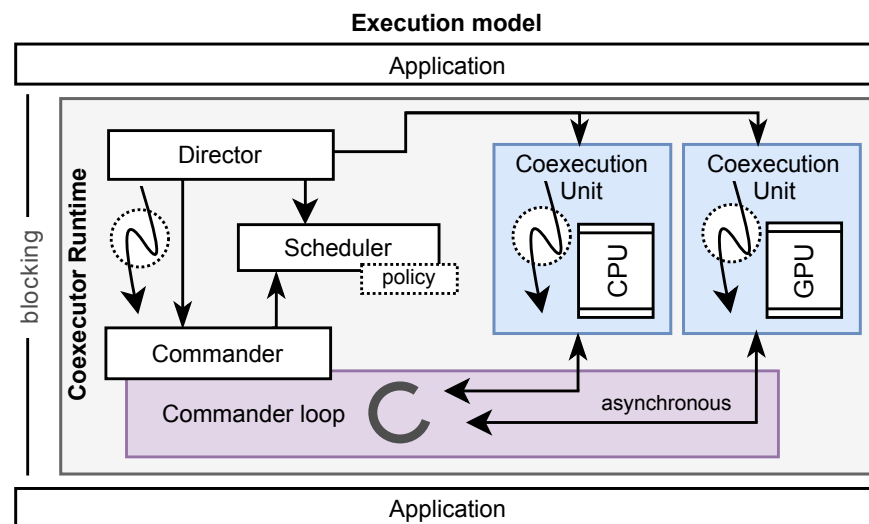 Execution model
Application
blocking
Coexecutor Runtime
Director
Scheduler
policy
Commander
Commander loop
asynchronous
Coexecution
Unit
CPU
Coexecution
Unit
GPU
Application